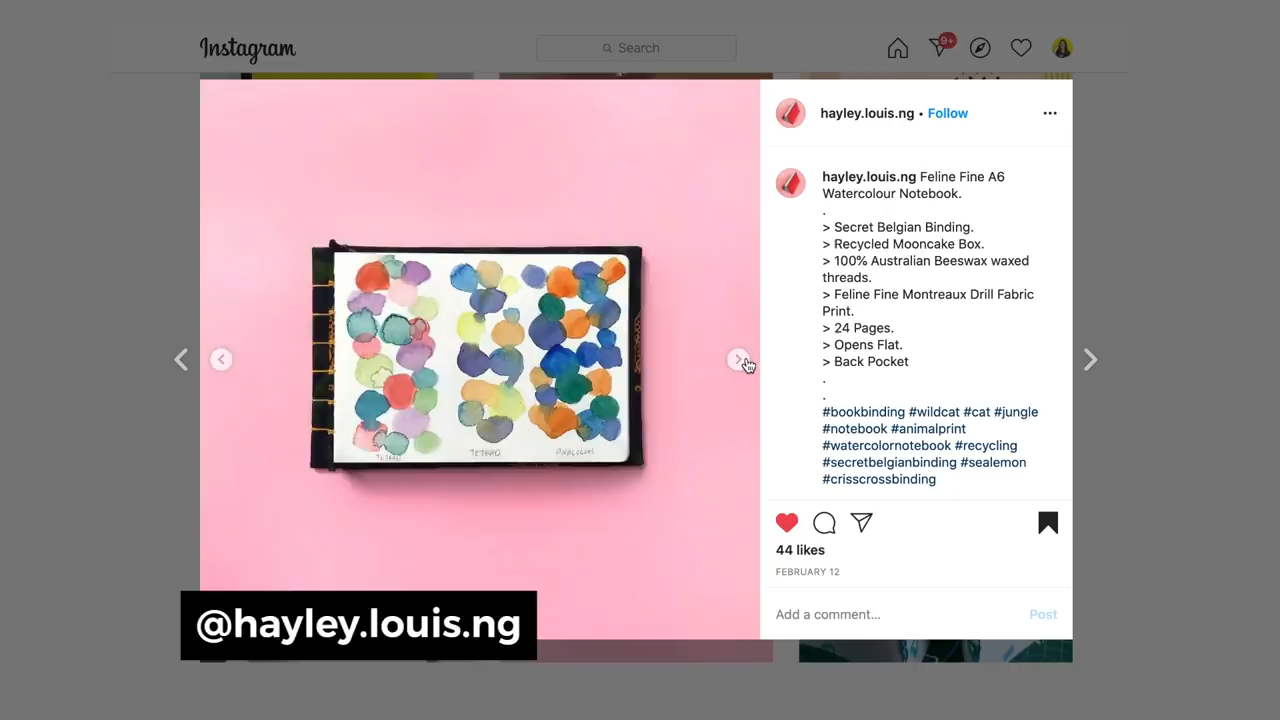 Instagram
Search
9+
hayley.louis.ng • Follow
hayley.louis.ng Feline Fine A6
Watercolour Notebook.
.
> Secret Belgian Binding.
> Recycled Mooncake Box.
> 100% Australian Beeswax waxed
threads.
> Feline Fine Montreaux Drill Fabric
Print.
> 24 Pages.
> Opens Flat.
> Back Pocket
.
.
#bookbinding #wildcat #cat #jungle
#notebook #animalprint
#watercolornotebook #recycling
#secretbelgianbinding #sealemon
#crisscrossbinding
TETRAD
TETRAD
ANALOGOUS
44 likes
FEBRUARY 12
Add a comment...
Post
@hayley.louis.ng